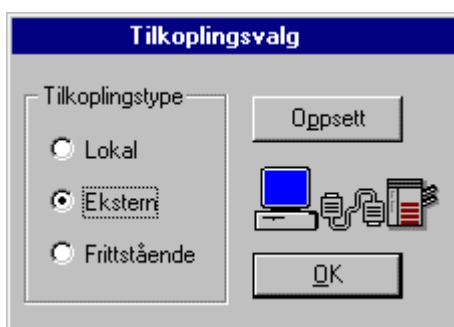 Tilkoplingsvalg
Tilkoplingstype
Lokal
Ekstern
Frittstående
Oppsett
OK